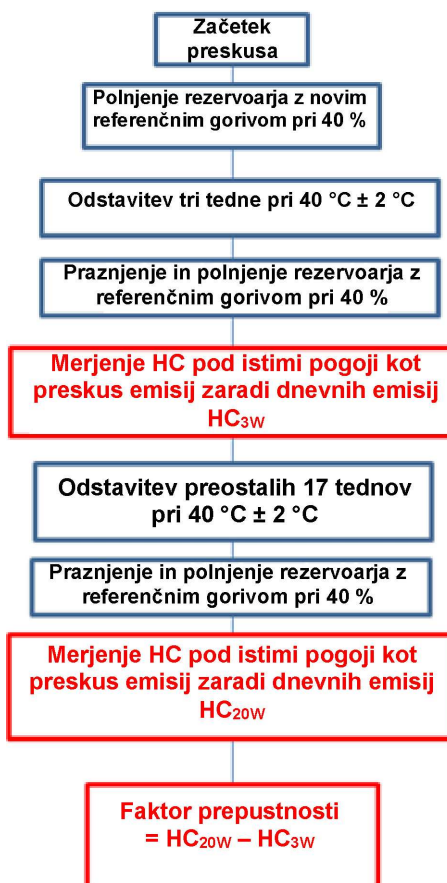 Začetek
preskusa
Polnjenje rezervoarja z novim
referenčnim gorivom pri 40 %
Odstavitev tri tedne pri 40 °C ± 2 °C
Praznjenje in polnjenje rezervoarja z
referenčnim gorivom pri 40 %
Merjenje HC pod istimi pogoji kot
preskus emisij zaradi dnevnih emisij
HC3W
Odstavitev preostalih 17 tednov
pri 40 °C ± 2 °C
Praznjenje in polnjenje rezervoarja z
referenčnim gorivom pri 40 %
Merjenje HC pod istimi pogoji kot
preskus emisij zaradi dnevnih emisij
HC20W
Faktor prepustnosti
= HC20W – HC3W